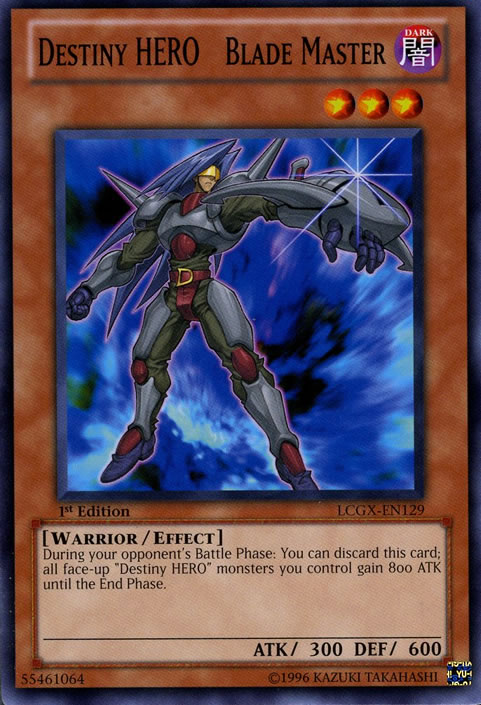 DESTINY HERO BLADE MASTER
DARK
闇
D
1st Edition
LCGX-EN129
[WARRIOR / EFFECT]
During your opponent's Battle Phase: You can discard this card;
all face-up "Destiny HERO" monsters you control gain 800 ATK
until the End Phase.
ATK/ 300 DEF/ 600
55461064
©1996 KAZUKI TAKAHASHI